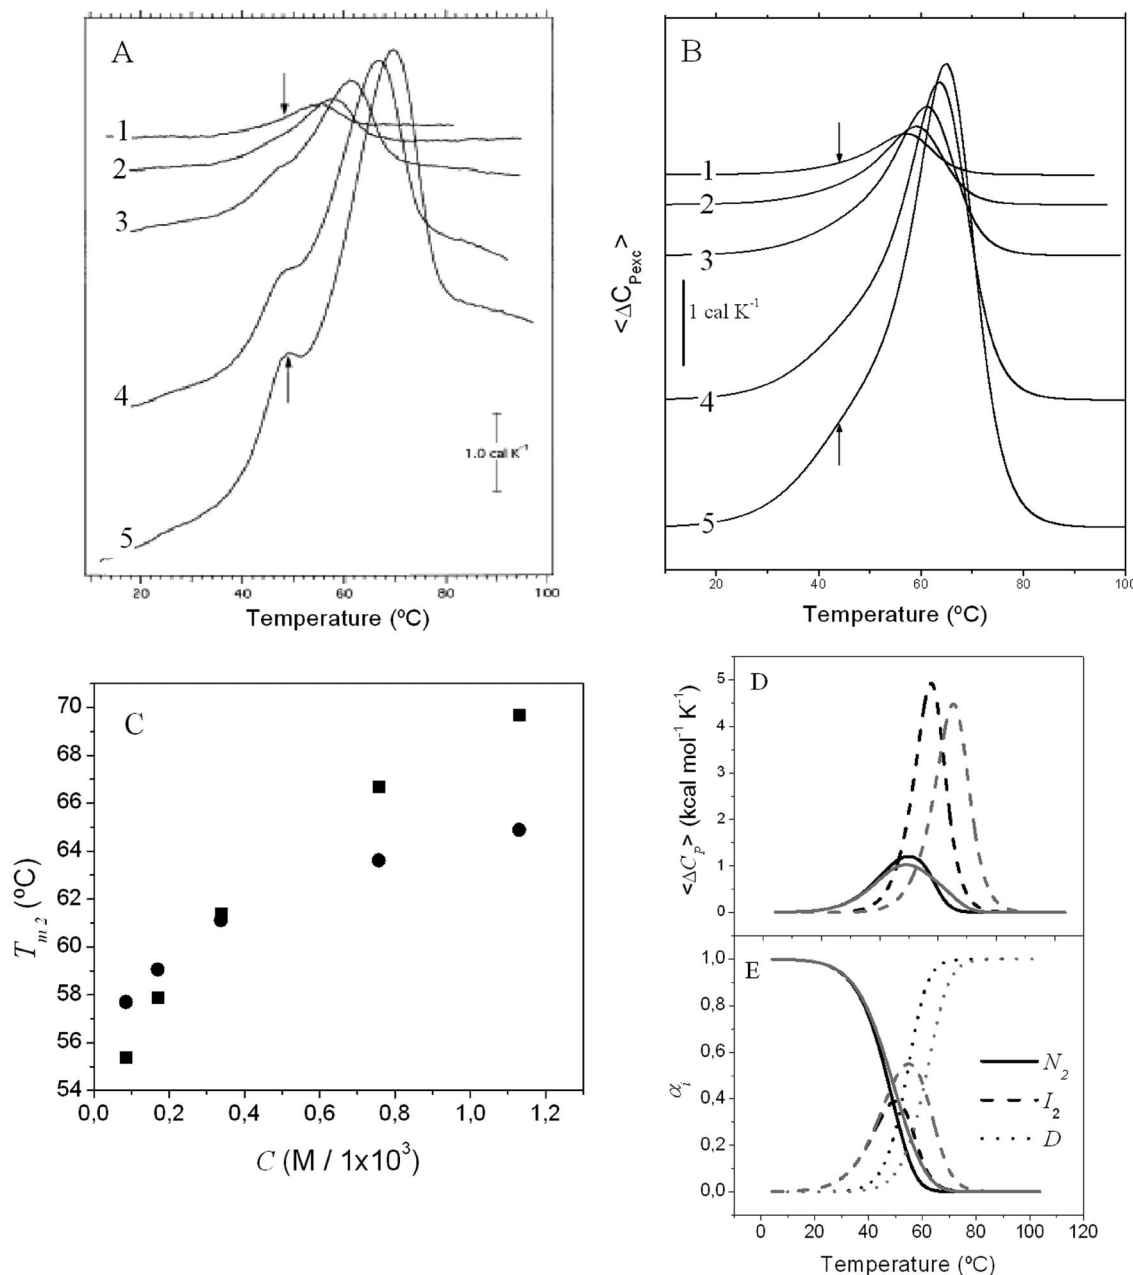 A
1
2
3
4
5
1.0 cal K⁻¹
20 40 60 80 100
Temperature (ºC)
B
1
2
3
4
5
<ΔC_Pexc>
1 cal K⁻¹
20 40 60 80 100
Temperature (ºC)
C
70
68
66
64
62
60
58
56
54
T_m2 (ºC)
0,0 0,2 0,4 0,6 0,8 1,0 1,2
C (M / 1x10³)
D
5
4
3
2
1
0
<ΔC_P> (kcal mol⁻¹ K⁻¹)
E
1,0
0,8
0,6
0,4
0,2
0,0
α_i
N₂
I₂
D
0 20 40 60 80 100 120
Temperature (ºC)